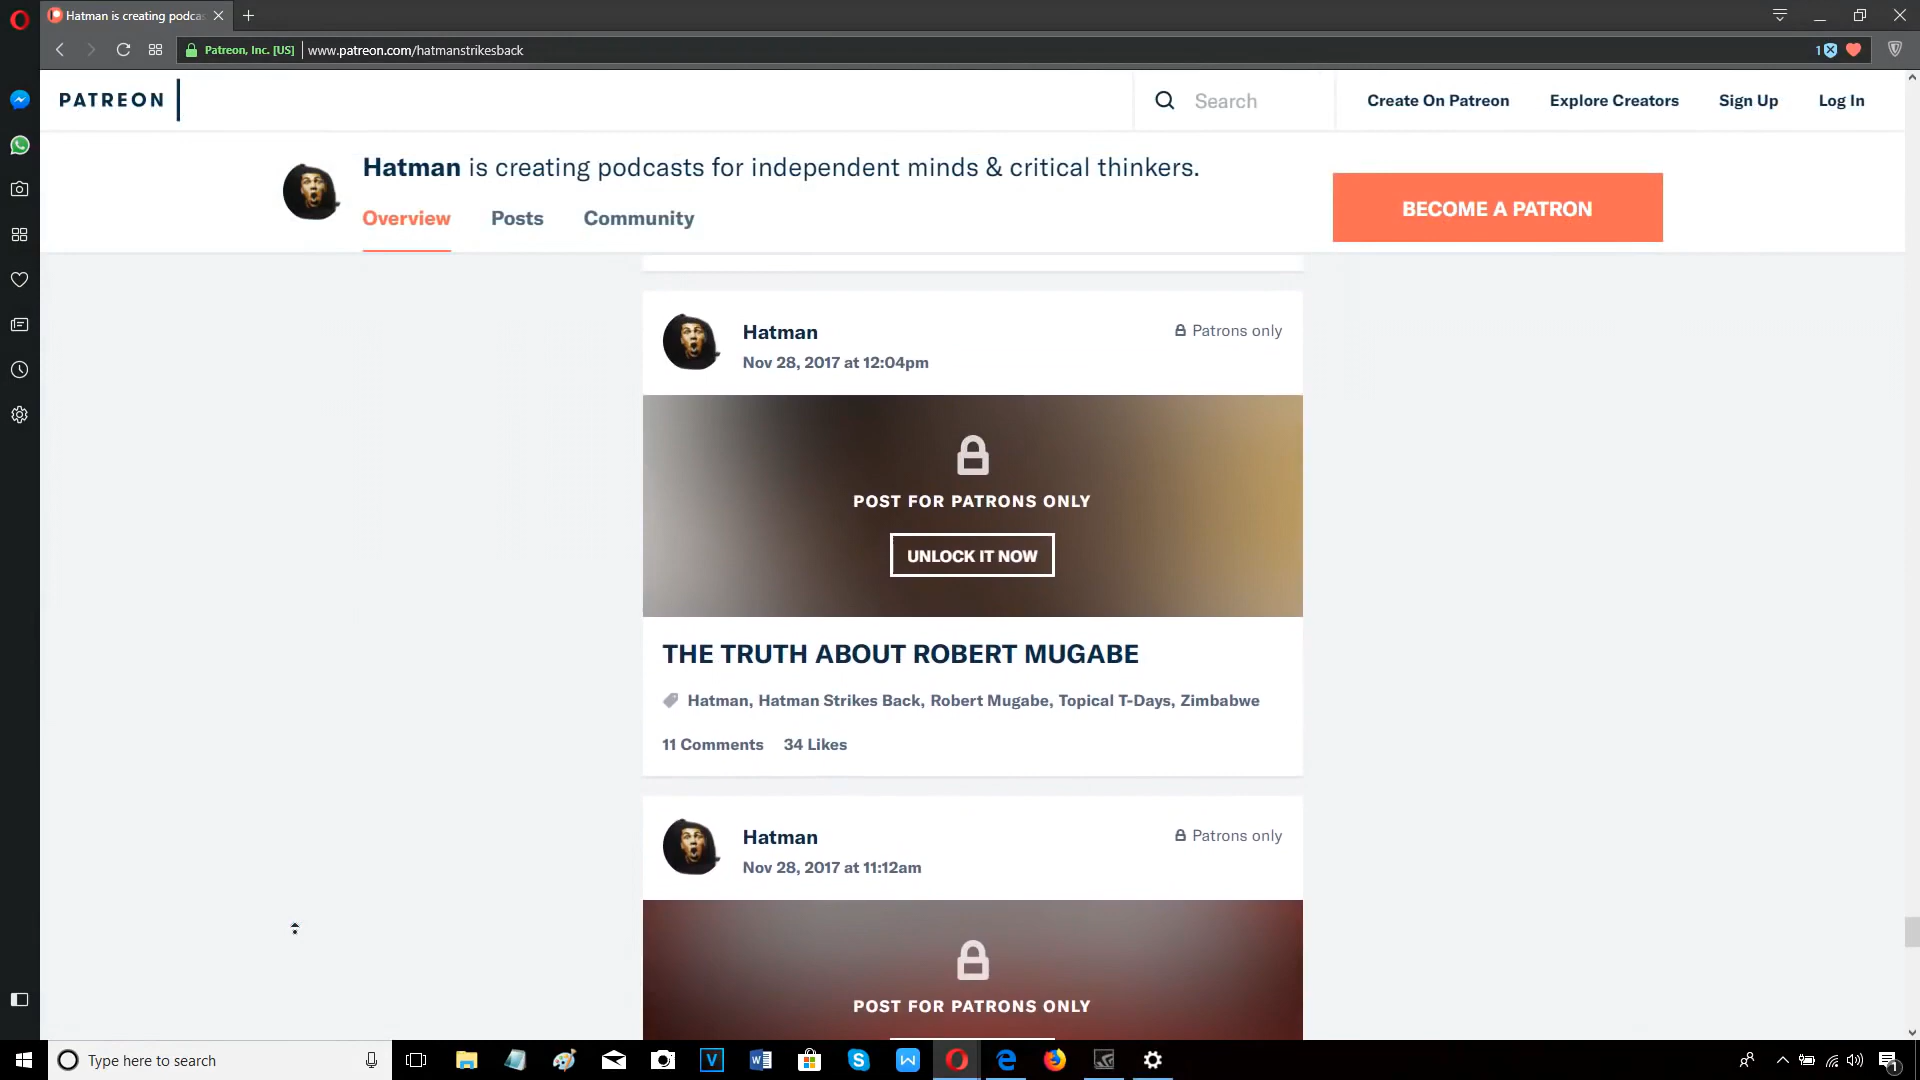 Hatman is creating podcas
Patreon, Inc. [US]
www.patreon.com/hatmanstrikesback
1
PATREON
Search
Create On Patreon
Explore Creators
Sign Up
Log In
Hatman is creating podcasts for independent minds & critical thinkers.
Overview
Posts
Community
BECOME A PATRON
Hatman
Patrons only
Nov 28, 2017 at 12:04pm
POST FOR PATRONS ONLY
UNLOCK IT NOW
THE TRUTH ABOUT ROBERT MUGABE
Hatman, Hatman Strikes Back, Robert Mugabe, Topical T-Days, Zimbabwe
11 Comments 34 Likes
Hatman
Patrons only
Nov 28, 2017 at 11:12am
POST FOR PATRONS ONLY
Type here to search
1